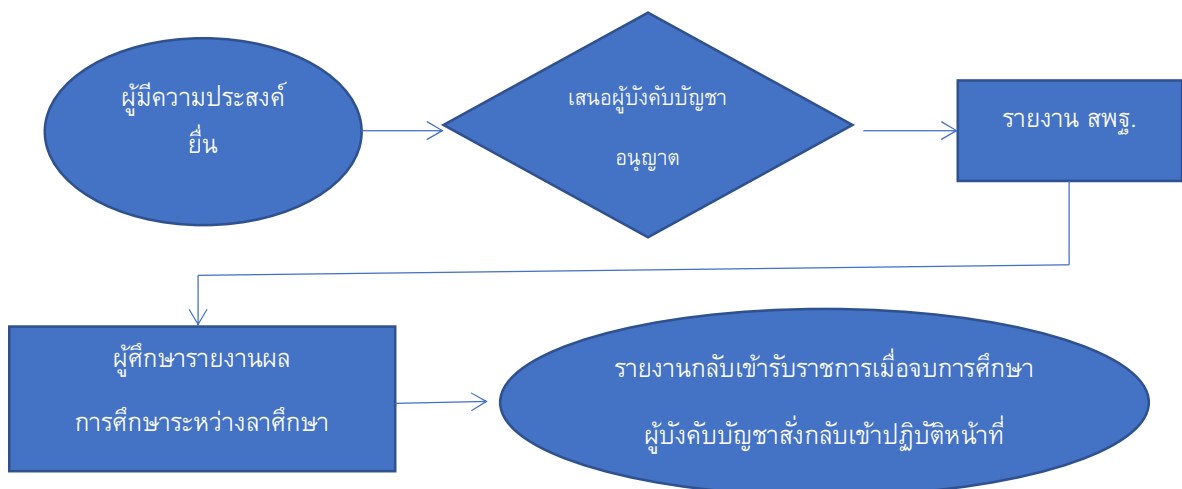 ผู้มีความประสงค์
ยื่น
เสนอผู้บังคับบัญชา
อนุญาต
รายงาน สพฐ.
ผู้ศึกษารายงานผล
การศึกษาระหว่างลาศึกษา
รายงานกลับเข้ารับราชการเมื่อจบการศึกษา
ผู้บังคับบัญชาสั่งกลับเข้าปฏิบัติหน้าที่